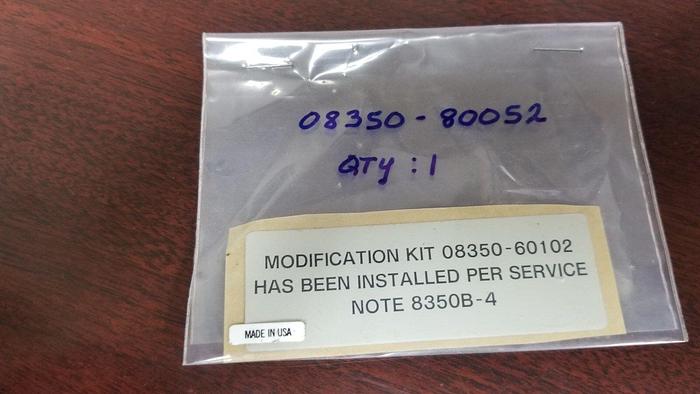 08350-80052
QTY : 1
MODIFICATION KIT 08350-60102
HAS BEEN INSTALLED PER SERVICE
NOTE 8350B-4
MADE IN USA